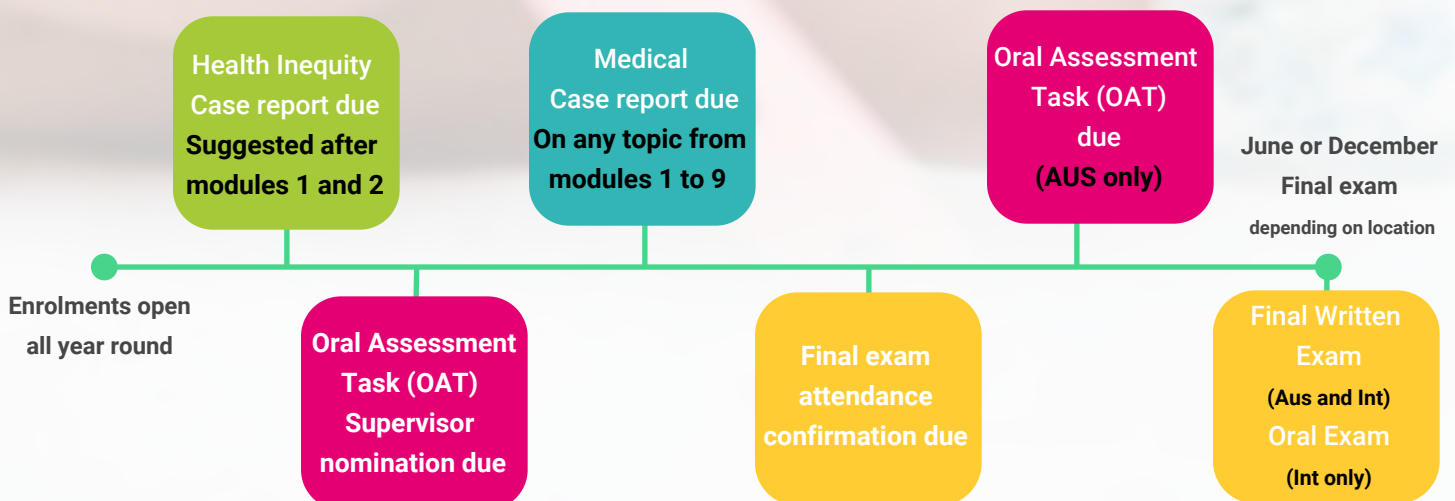 Enrolments open
all year round
Health Inequity
Case report due
Suggested after
modules 1 and 2
Oral Assessment
Task (OAT)
Supervisor
nomination due
Medical
Case report due
On any topic from
modules 1 to 9
Final exam
attendance
confirmation due
Oral Assessment
Task (OAT)
due
(AUS only)
June or December
Final exam
depending on location
Final Written
Exam
(Aus and Int)
Oral Exam
(Int only)